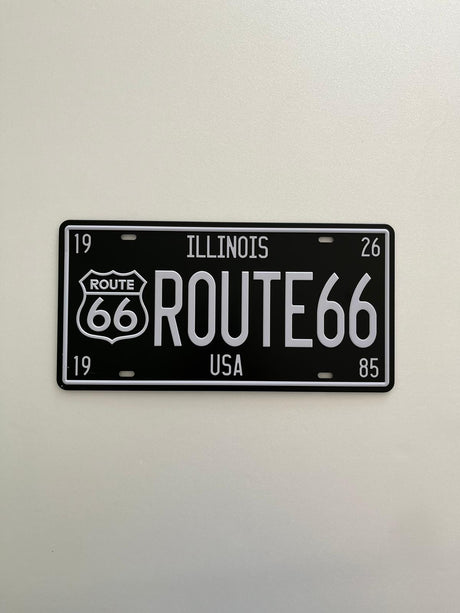 19 ILLINOIS 26
ROUTE
66
ROUTE66
19 USA 85